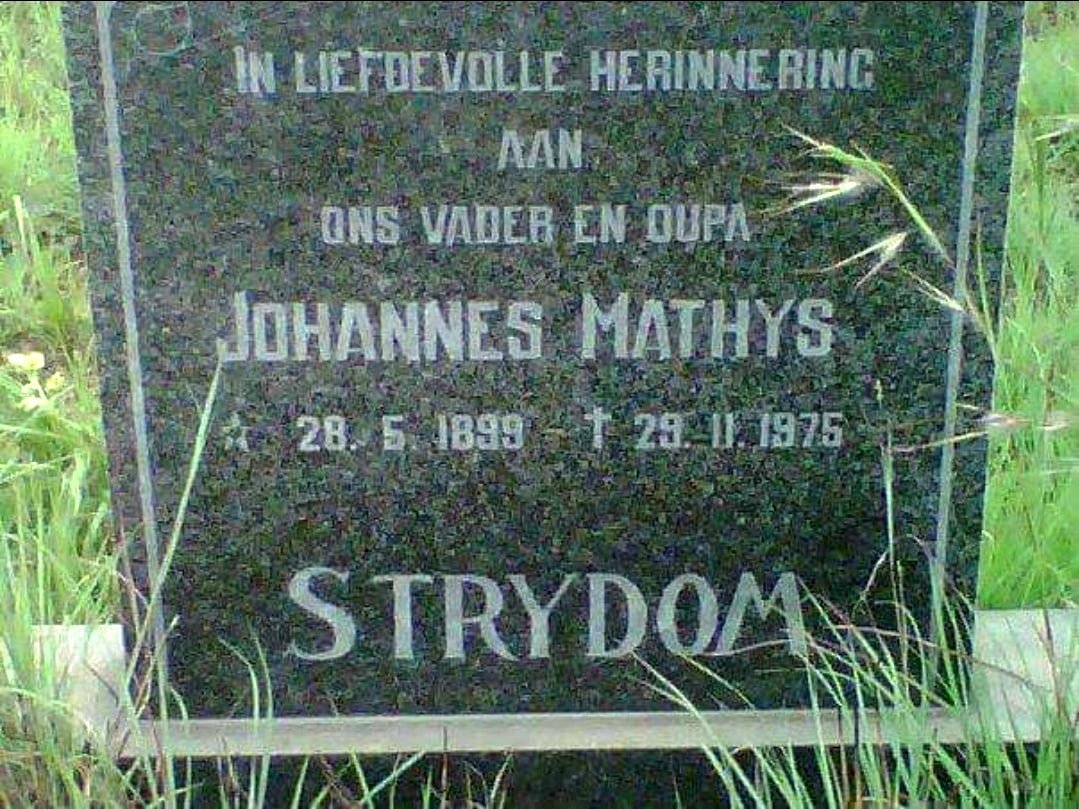 IN LIEFDEVOLLE HERINNERING
AAN
ONS VADER EN OUPA
JOHANNES MATHYS
☆ 28. 5. 1899 - † 29. 11. 1975
STRYDOM